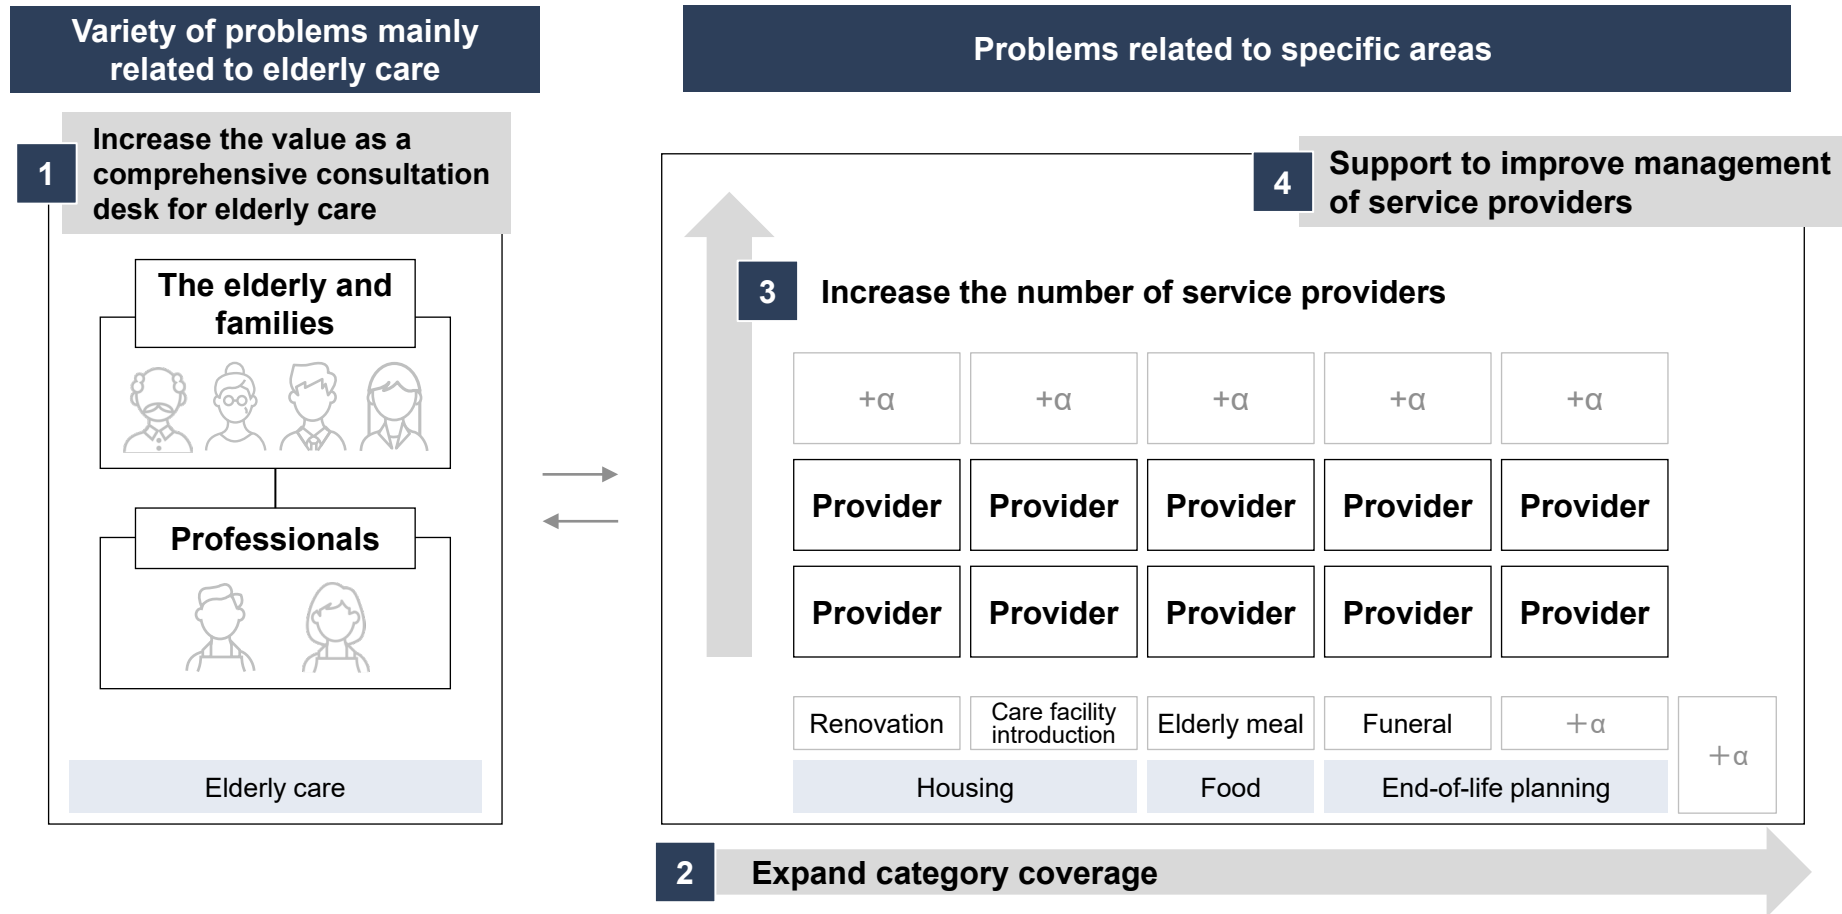 Variety of problems mainly
related to elderly care
1
Increase the value as a
comprehensive consultation
desk for elderly care
The elderly and
families
Professionals
Elderly care
Problems related to specific areas
4
Support to improve management
of service providers
3
Increase the number of service providers
+α +α +α +α +α
Provider Provider Provider Provider Provider
Provider Provider Provider Provider Provider
Renovation
Care facility
introduction
Elderly meal
Funeral
+α
+α
Housing
Food
End-of-life planning
2
Expand category coverage